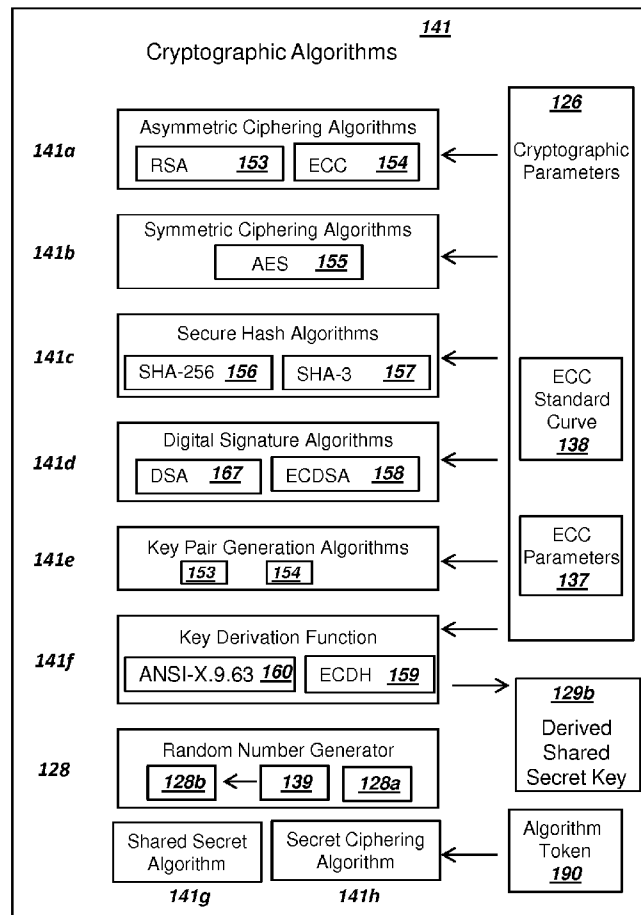 141
Cryptographic Algorithms
126
Cryptographic
Parameters
141a
Asymmetric Ciphering Algorithms
RSA 153
ECC 154
141b
Symmetric Ciphering Algorithms
AES 155
141c
Secure Hash Algorithms
SHA-256 156
SHA-3 157
ECC
Standard
Curve
138
141d
Digital Signature Algorithms
DSA 167
ECDSA 158
141e
Key Pair Generation Algorithms
153
154
ECC
Parameters
137
141f
Key Derivation Function
ANSI-X.9.63 160
ECDH 159
129b
Derived
Shared
Secret Key
128
Random Number Generator
128b
139
128a
Shared Secret
Algorithm
141g
Secret Ciphering
Algorithm
141h
Algorithm
Token
190